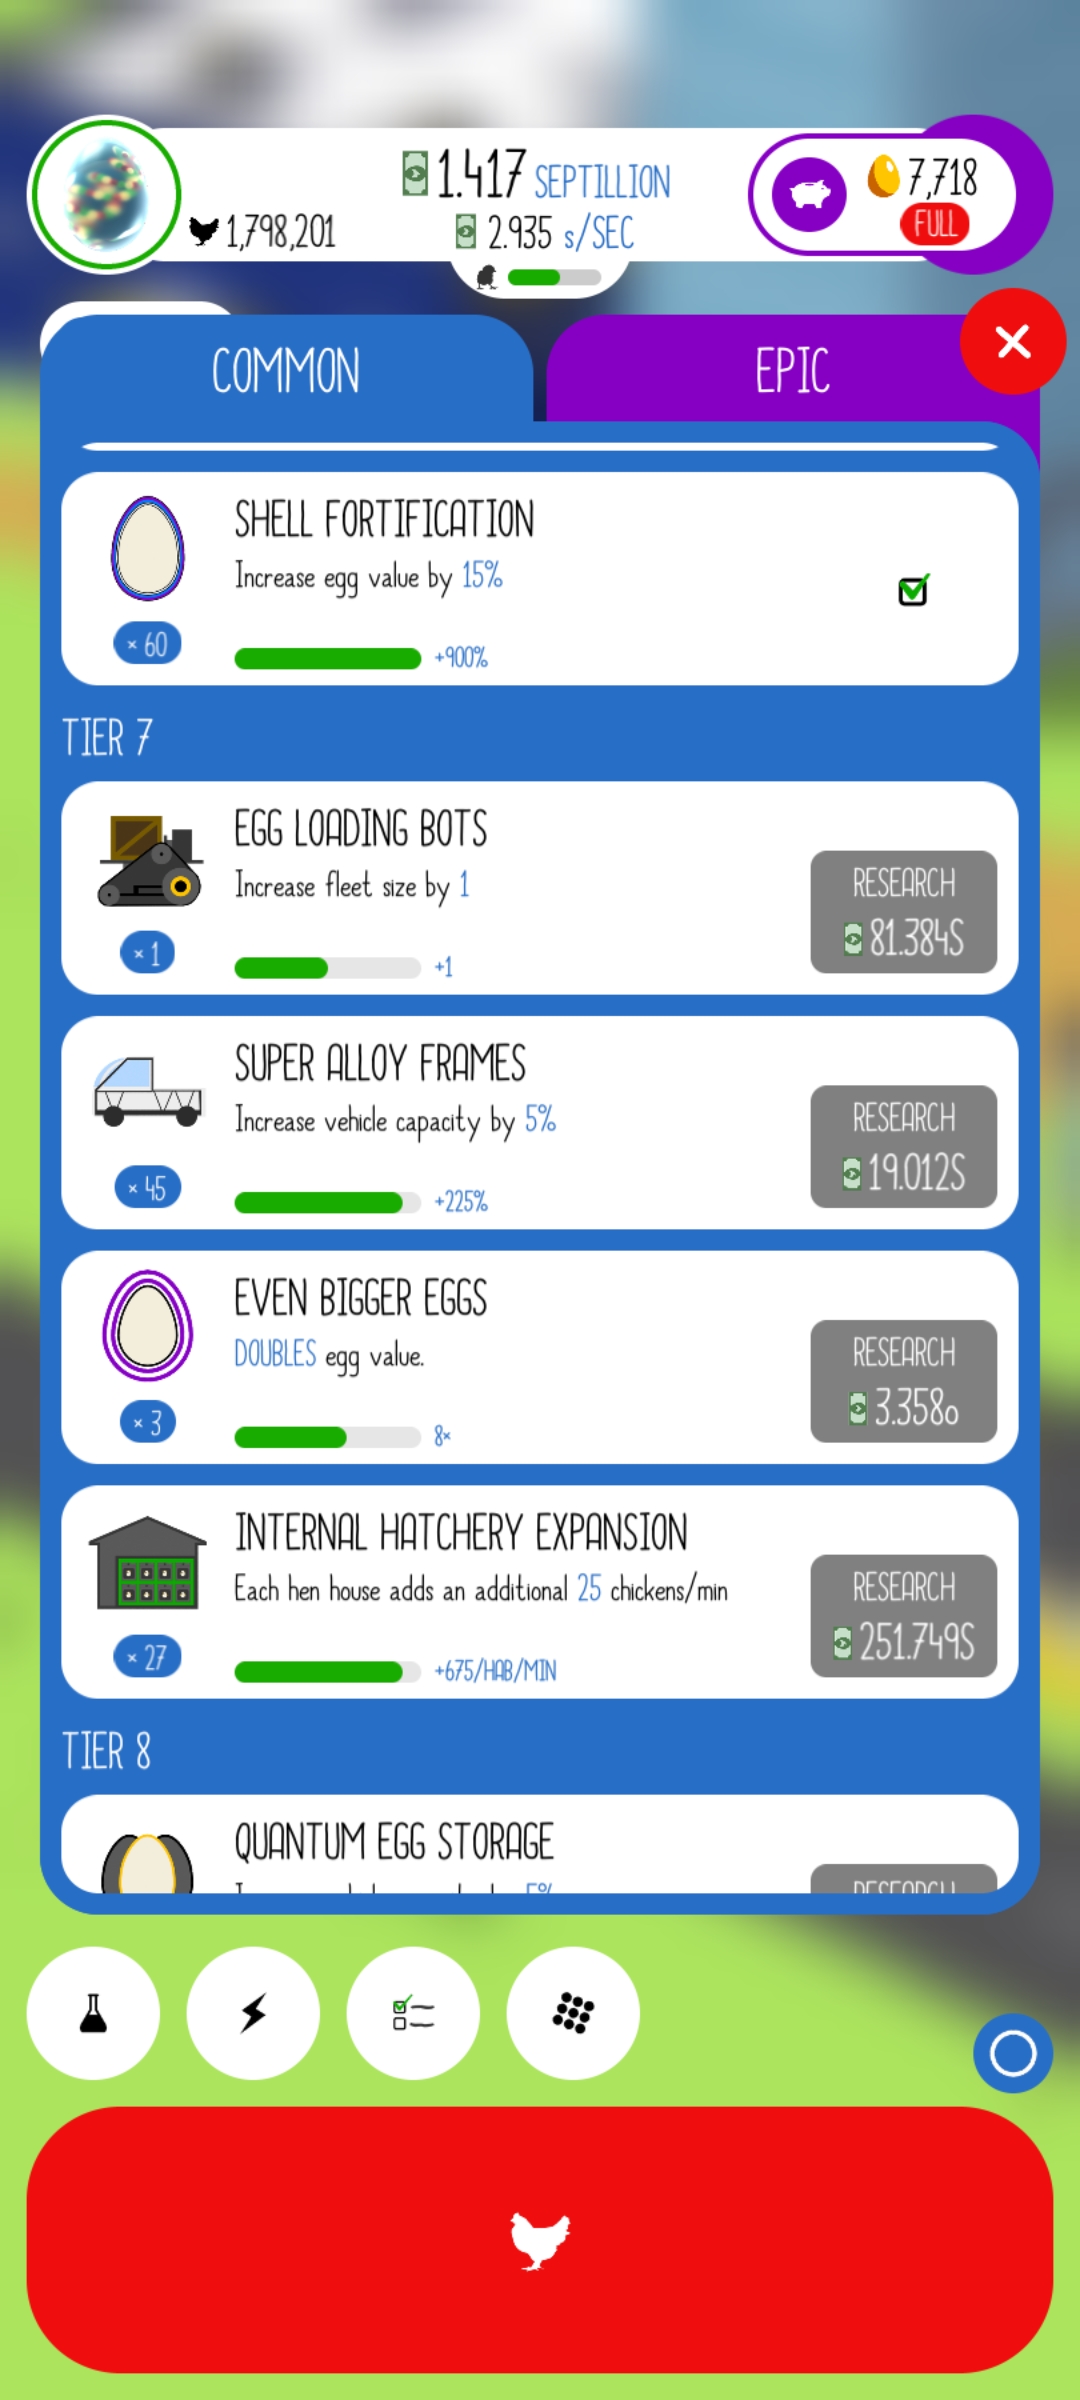 1.417 SEPTILLION
7,718
1,798,201
2.935 s/SEC
FULL
COMMON
EPIC
SHELL FORTIFICATION
Increase egg value by 15%
× 60
+900%
TIER 7
EGG LOADING BOTS
Increase fleet size by 1
RESEARCH
81.384S
× 1
+1
SUPER ALLOY FRAMES
Increase vehicle capacity by 5%
RESEARCH
19.012S
× 45
+225%
EVEN BIGGER EGGS
DOUBLES egg value.
RESEARCH
3.358o
× 3
8×
INTERNAL HATCHERY EXPANSION
Each hen house adds an additional 25 chickens/min
RESEARCH
251.749S
× 27
+675/HAB/MIN
TIER 8
QUANTUM EGG STORAGE
5%
RESEARCH